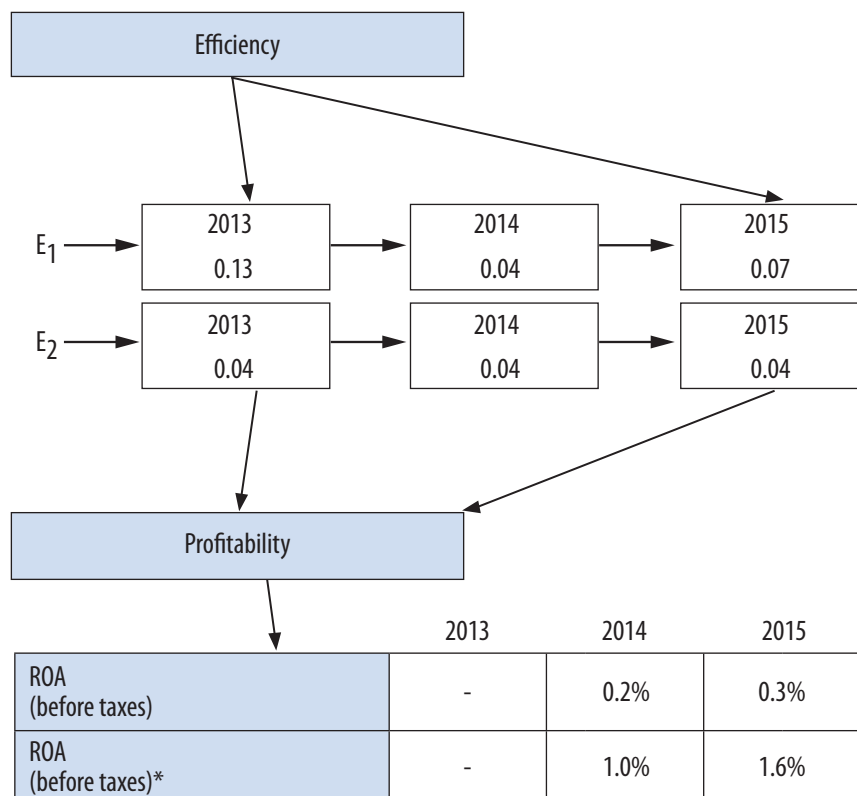 Efficiency
E1 2013 2014 2015
0.13 0.04 0.07
E2 2013 2014 2015
0.04 0.04 0.04
Profitability
2013 2014 2015
ROA
(before taxes) - 0.2% 0.3%
ROA
(before taxes)* - 1.0% 1.6%